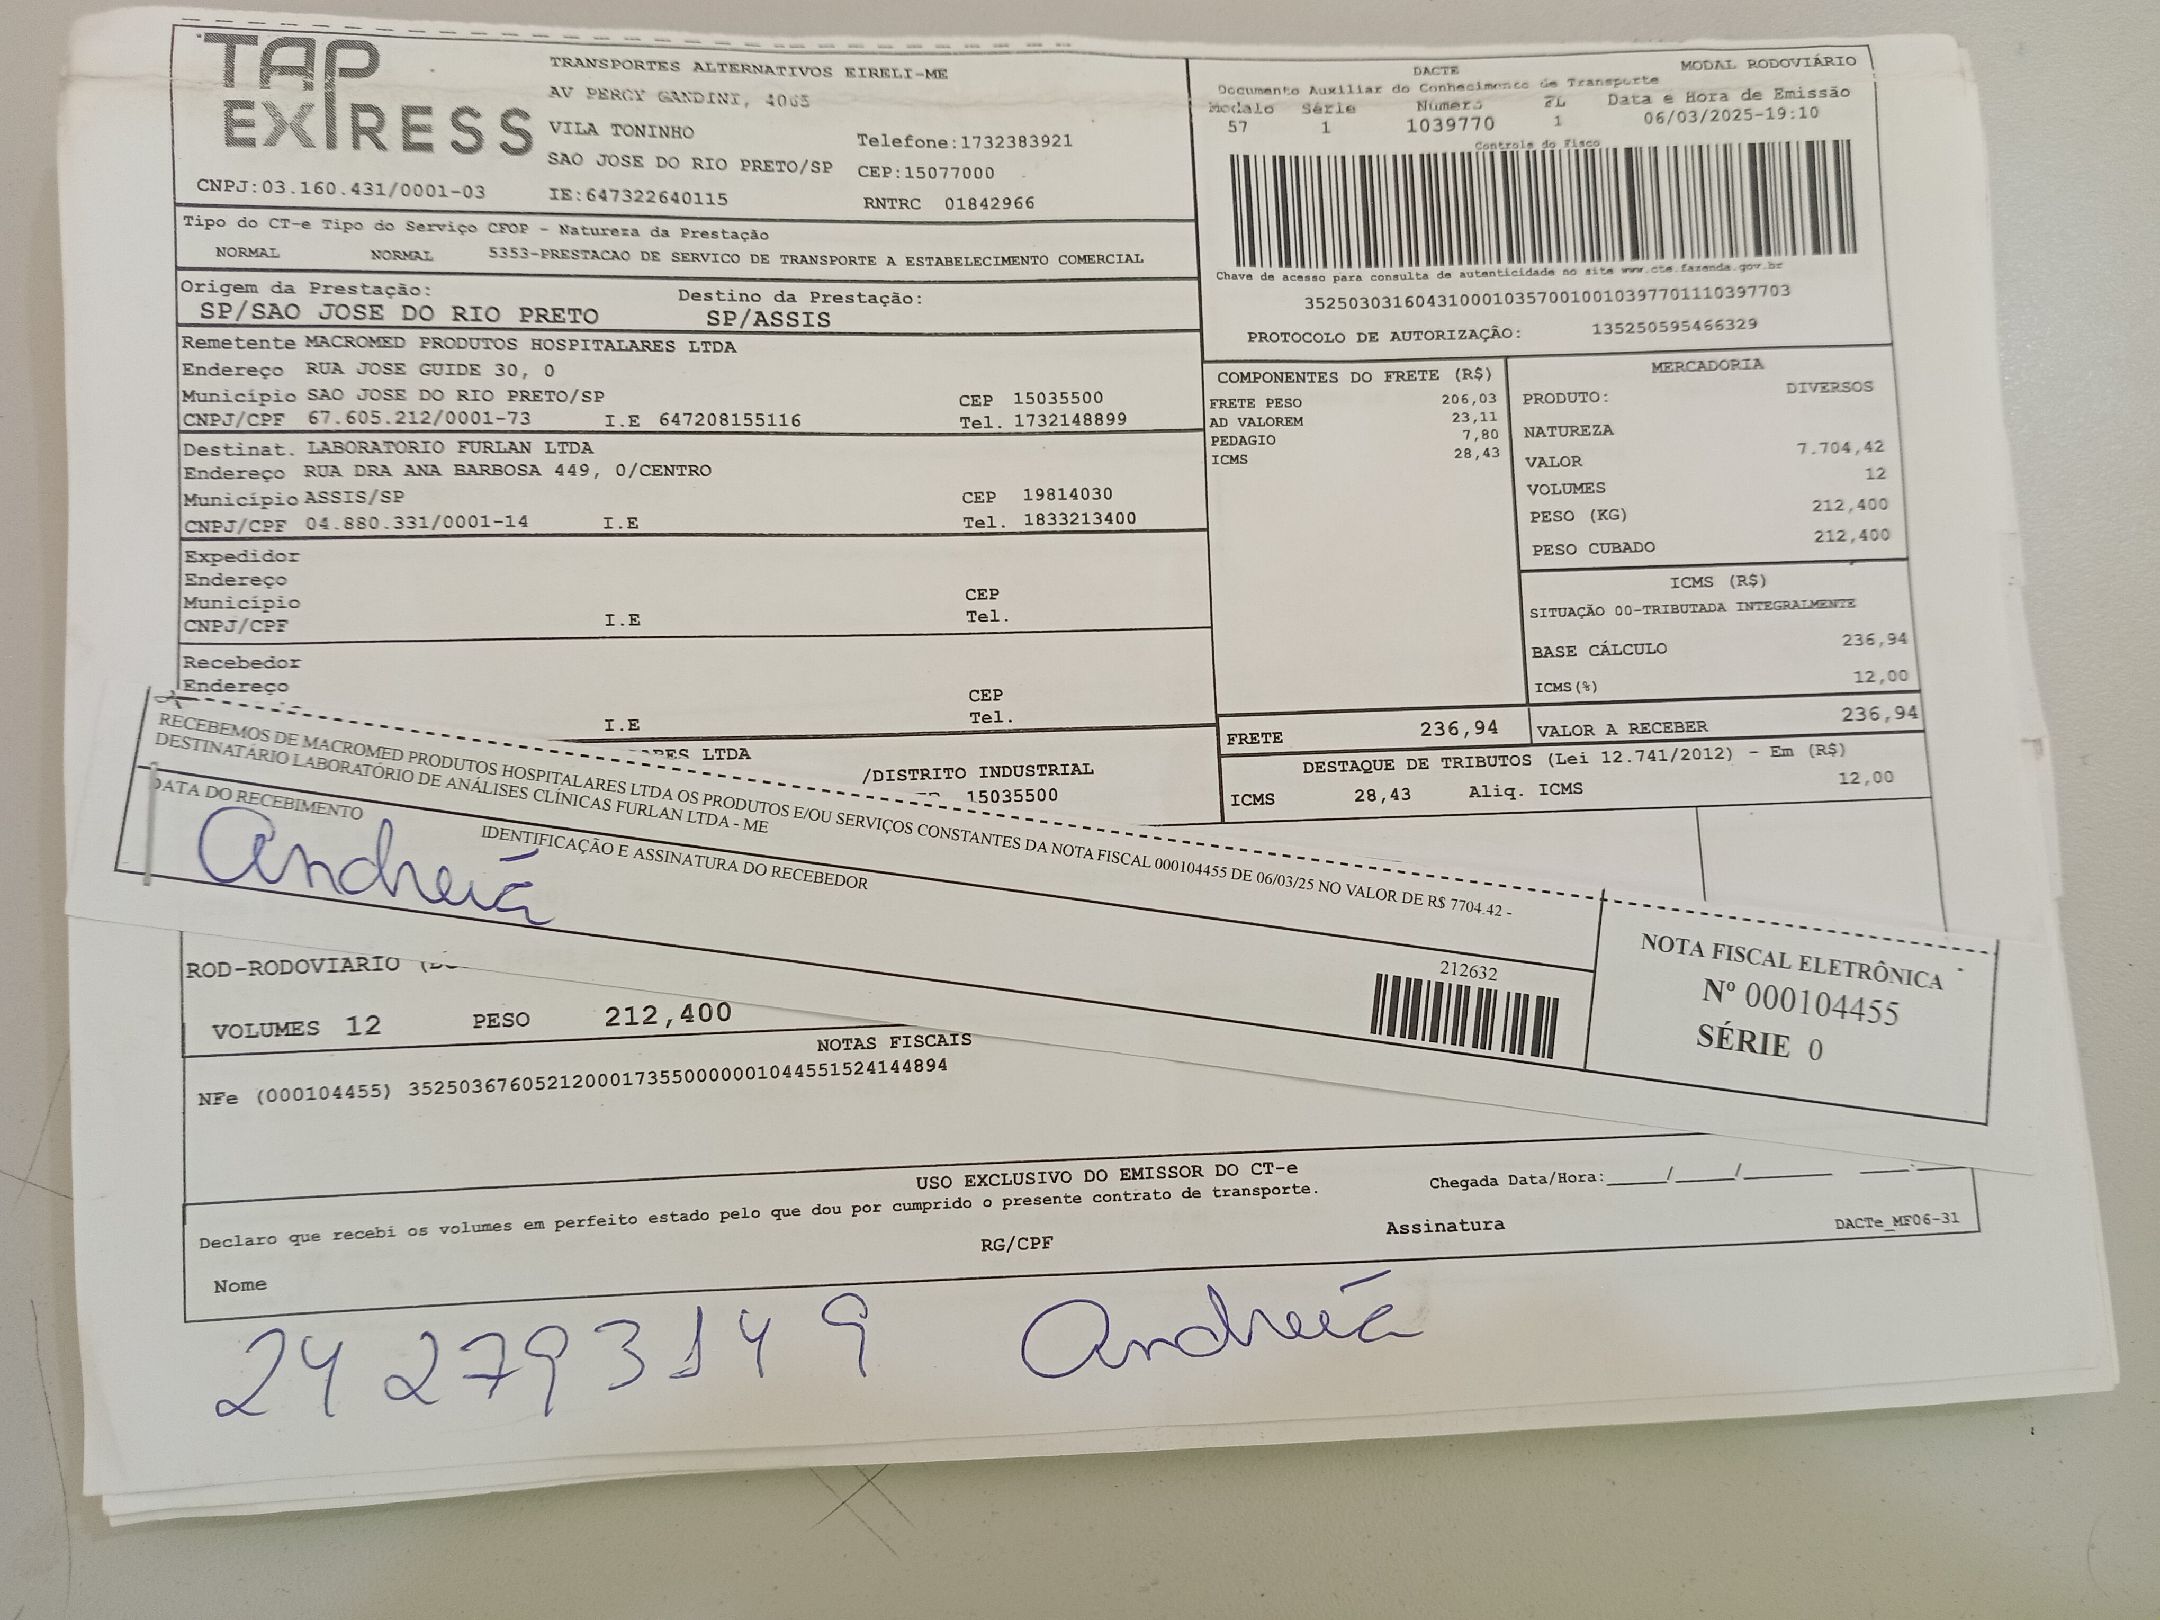 TAP
EXPRESS
TRANSPORTES ALTERNATIVOS EIRELI-ME
AV PERCY GANDINI, 4065
VILA TONINHO
Telefone:1732383921
SAO JOSE DO RIO PRETO/SP CEP:15077000
CNPJ:03.160.431/0001-03 IE:647322640115 RNTRC 01842966
DACTE MODAL RODOVIÁRIO
Documento Auxiliar do Conhecimento de Transporte
Modelo Série Número FL Data e Hora de Emissão
57 1 1039770 1 06/03/2025-19:10
Controle do Fisco
Chave de acesso para consulta de autenticidade no site www.cte.fazenda.gov.br
35250303160431000103570010010397701110397703
PROTOCOLO DE AUTORIZAÇÃO: 135250595466329
Tipo do CT-e Tipo do Serviço CFOP - Natureza da Prestação
NORMAL NORMAL 5353-PRESTACAO DE SERVICO DE TRANSPORTE A ESTABELECIMENTO COMERCIAL
Origem da Prestação: Destino da Prestação:
SP/SAO JOSE DO RIO PRETO SP/ASSIS
Remetente MACROMED PRODUTOS HOSPITALARES LTDA
Endereço RUA JOSE GUIDE 30, 0
Município SAO JOSE DO RIO PRETO/SP CEP 15035500
CNPJ/CPF 67.605.212/0001-73 I.E 647208155116 Tel. 1732148899
Destinat. LABORATORIO FURLAN LTDA
Endereço RUA DRA ANA BARBOSA 449, 0/CENTRO
Município ASSIS/SP CEP 19814030
CNPJ/CPF 04.880.331/0001-14 I.E Tel. 1833213400
Expedidor
Endereço
Município CEP
CNPJ/CPF I.E Tel.
Recebedor
Endereço
CEP
I.E Tel.
LTDA
/DISTRITO INDUSTRIAL
15035500
COMPONENTES DO FRETE (R$)
FRETE PESO 206,03
AD VALOREM 23,11
PEDAGIO 7,80
ICMS 28,43
MERCADORIA
PRODUTO: DIVERSOS
NATUREZA
VALOR 7.704,42
VOLUMES 12
PESO (KG) 212,400
PESO CUBADO 212,400
ICMS (R$)
SITUAÇÃO 00-TRIBUTADA INTEGRALMENTE
BASE CÁLCULO 236,94
ICMS(%) 12,00
FRETE 236,94 VALOR A RECEBER 236,94
DESTAQUE DE TRIBUTOS (Lei 12.741/2012) - Em (R$)
ICMS 28,43 Aliq. ICMS 12,00
RECEBEMOS DE MACROMED PRODUTOS HOSPITALARES LTDA OS PRODUTOS E/OU SERVIÇOS CONSTANTES DA NOTA FISCAL 000104455 DE 06/03/25 NO VALOR DE R$ 7704.42 -
DESTINATÁRIO LABORATÓRIO DE ANÁLISES CLÍNICAS FURLAN LTDA - ME
DATA DO RECEBIMENTO IDENTIFICAÇÃO E ASSINATURA DO RECEBEDOR
Andreia
212632
NOTA FISCAL ELETRÔNICA
Nº 000104455
SÉRIE 0
ROD-RODOVIARIO
VOLUMES 12 PESO 212,400
NOTAS FISCAIS
NFe (000104455) 35250367605212000173550000001044551524144894
USO EXCLUSIVO DO EMISSOR DO CT-e
Declaro que recebi os volumes em perfeito estado pelo que dou por cumprido o presente contrato de transporte. Chegada Data/Hora:_____/_____/_______ ____:
Nome RG/CPF Assinatura DACTe_MF06-31
24 2793149 Andreia